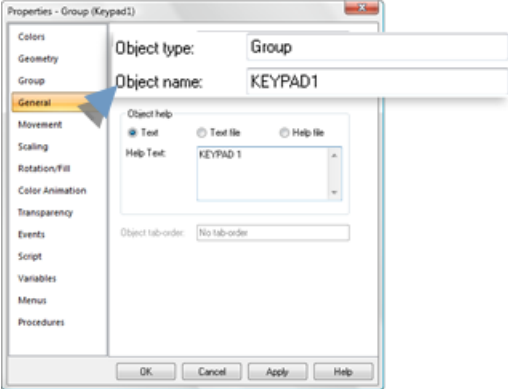 Properties - Group (Keypad1)
Colors
Geometry
Group
General
Movement
Scaling
Rotation/Fill
Color Animation
Transparency
Events
Script
Variables
Menus
Procedures
Object type: Group
Object name: KEYPAD1
Object help
Text Text file Help file
Help Text: KEYPAD 1
Object tab-order: No tab-order
OK Cancel Apply Help